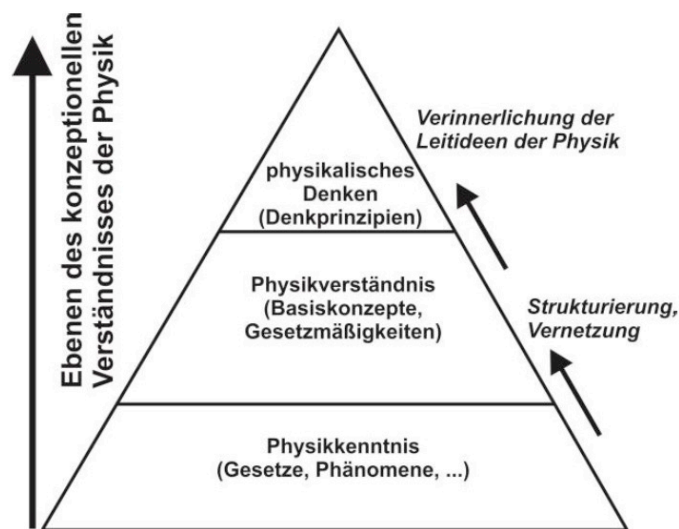 Ebenen des konzeptionellen
Verständnisses der Physik
Verinnerlichung der
Leitideen der Physik
physikalisches
Denken
(Denkprinzipien)
Physikverständnis
(Basiskonzepte,
Gesetzmäßigkeiten)
Strukturierung,
Vernetzung
Physikkenntnis
(Gesetze, Phänomene, ...)